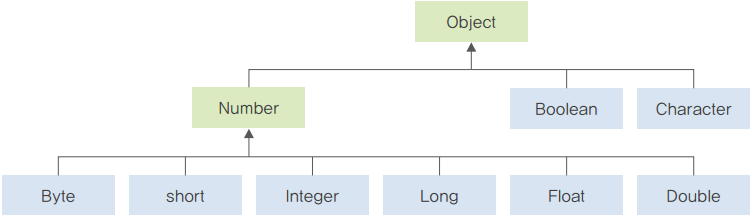 Object
Number
Boolean
Character
Byte
short
Integer
Long
Float
Double